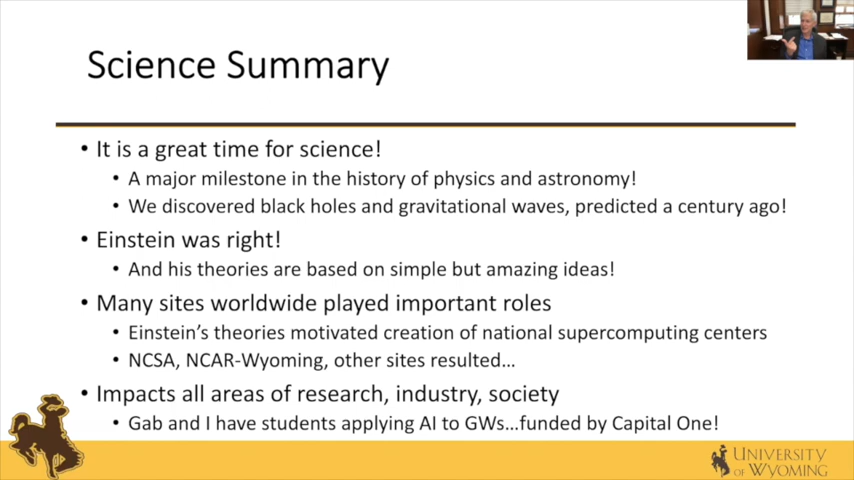 Science Summary
• It is a great time for science!
• A major milestone in the history of physics and astronomy!
• We discovered black holes and gravitational waves, predicted a century ago!
• Einstein was right!
• And his theories are based on simple but amazing ideas!
• Many sites worldwide played important roles
• Einstein’s theories motivated creation of national supercomputing centers
• NCSA, NCAR-Wyoming, other sites resulted…
• Impacts all areas of research, industry, society
• Gab and I have students applying AI to GWs…funded by Capital One!
UNIVERSITY
OF WYOMING